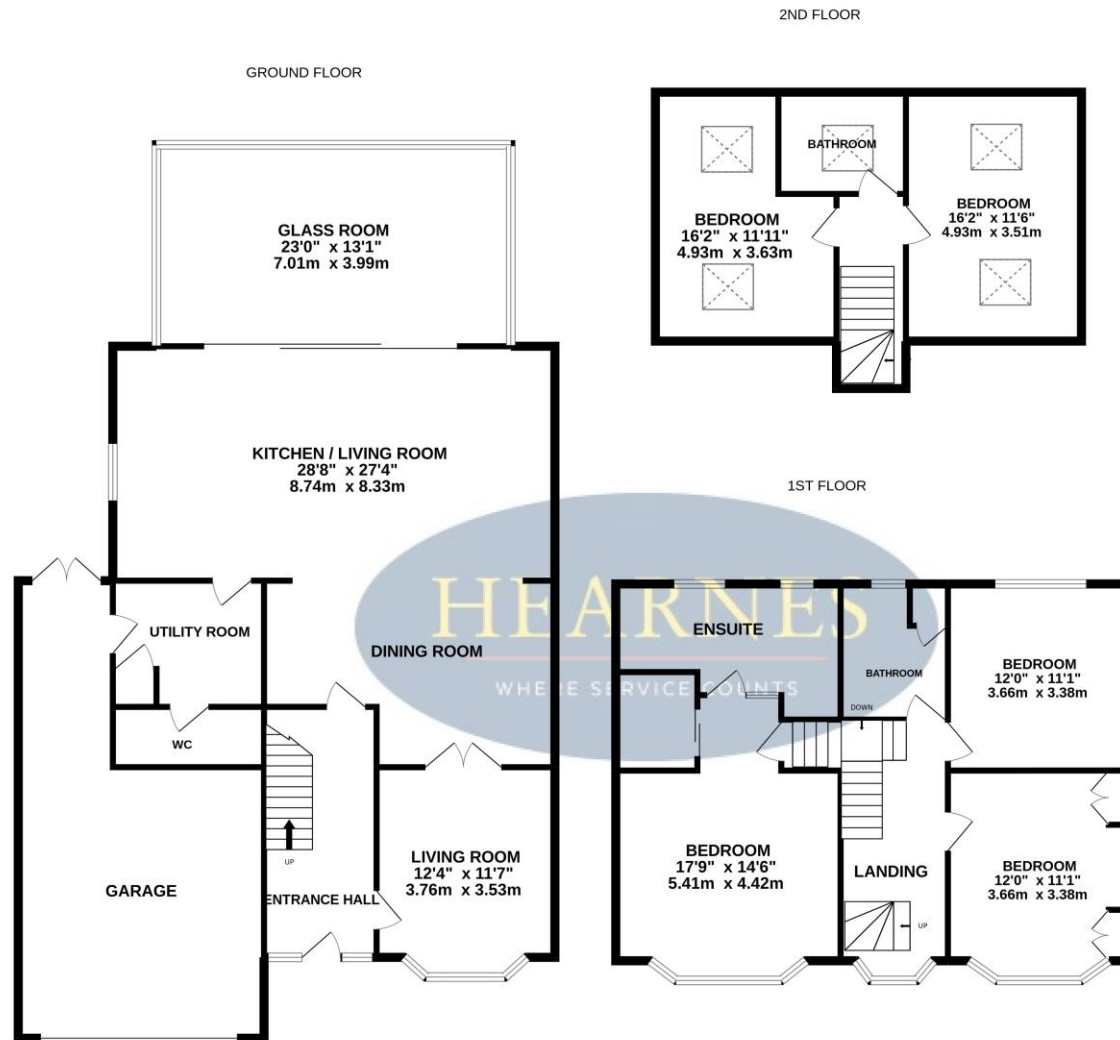 2ND FLOOR
GROUND FLOOR
BATHROOM
BEDROOM
16'2" x 11'11"
4.93m x 3.63m
BEDROOM
16'2" x 11'6"
4.93m x 3.51m
GLASS ROOM
23'0" x 13'1"
7.01m x 3.99m
KITCHEN / LIVING ROOM
28'8" x 27'4"
8.74m x 8.33m
1ST FLOOR
HEARNES
WHERE SERVICE COUNTS
UTILITY ROOM
DINING ROOM
WC
ENSUITE
BATHROOM
DOWN
BEDROOM
12'0" x 11'1"
3.66m x 3.38m
UP
GARAGE
ENTRANCE HALL
LIVING ROOM
12'4" x 11'7"
3.76m x 3.53m
BEDROOM
17'9" x 14'6"
5.41m x 4.42m
LANDING
UP
BEDROOM
12'0" x 11'1"
3.66m x 3.38m